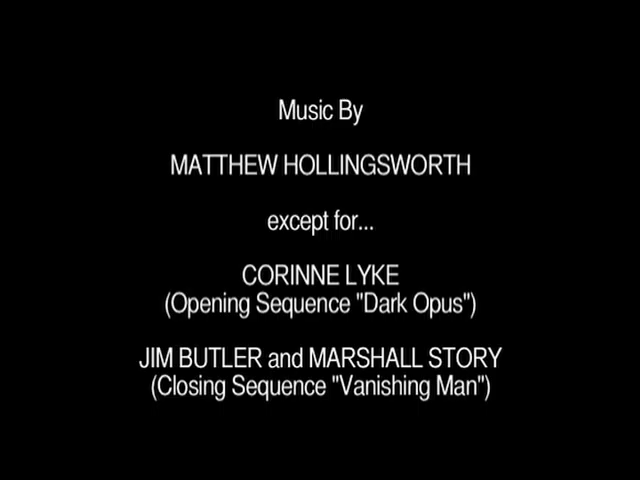 Music By
MATTHEW HOLLINGSWORTH
except for...
CORINNE LYKE
(Opening Sequence "Dark Opus")
JIM BUTLER and MARSHALL STORY
(Closing Sequence "Vanishing Man")